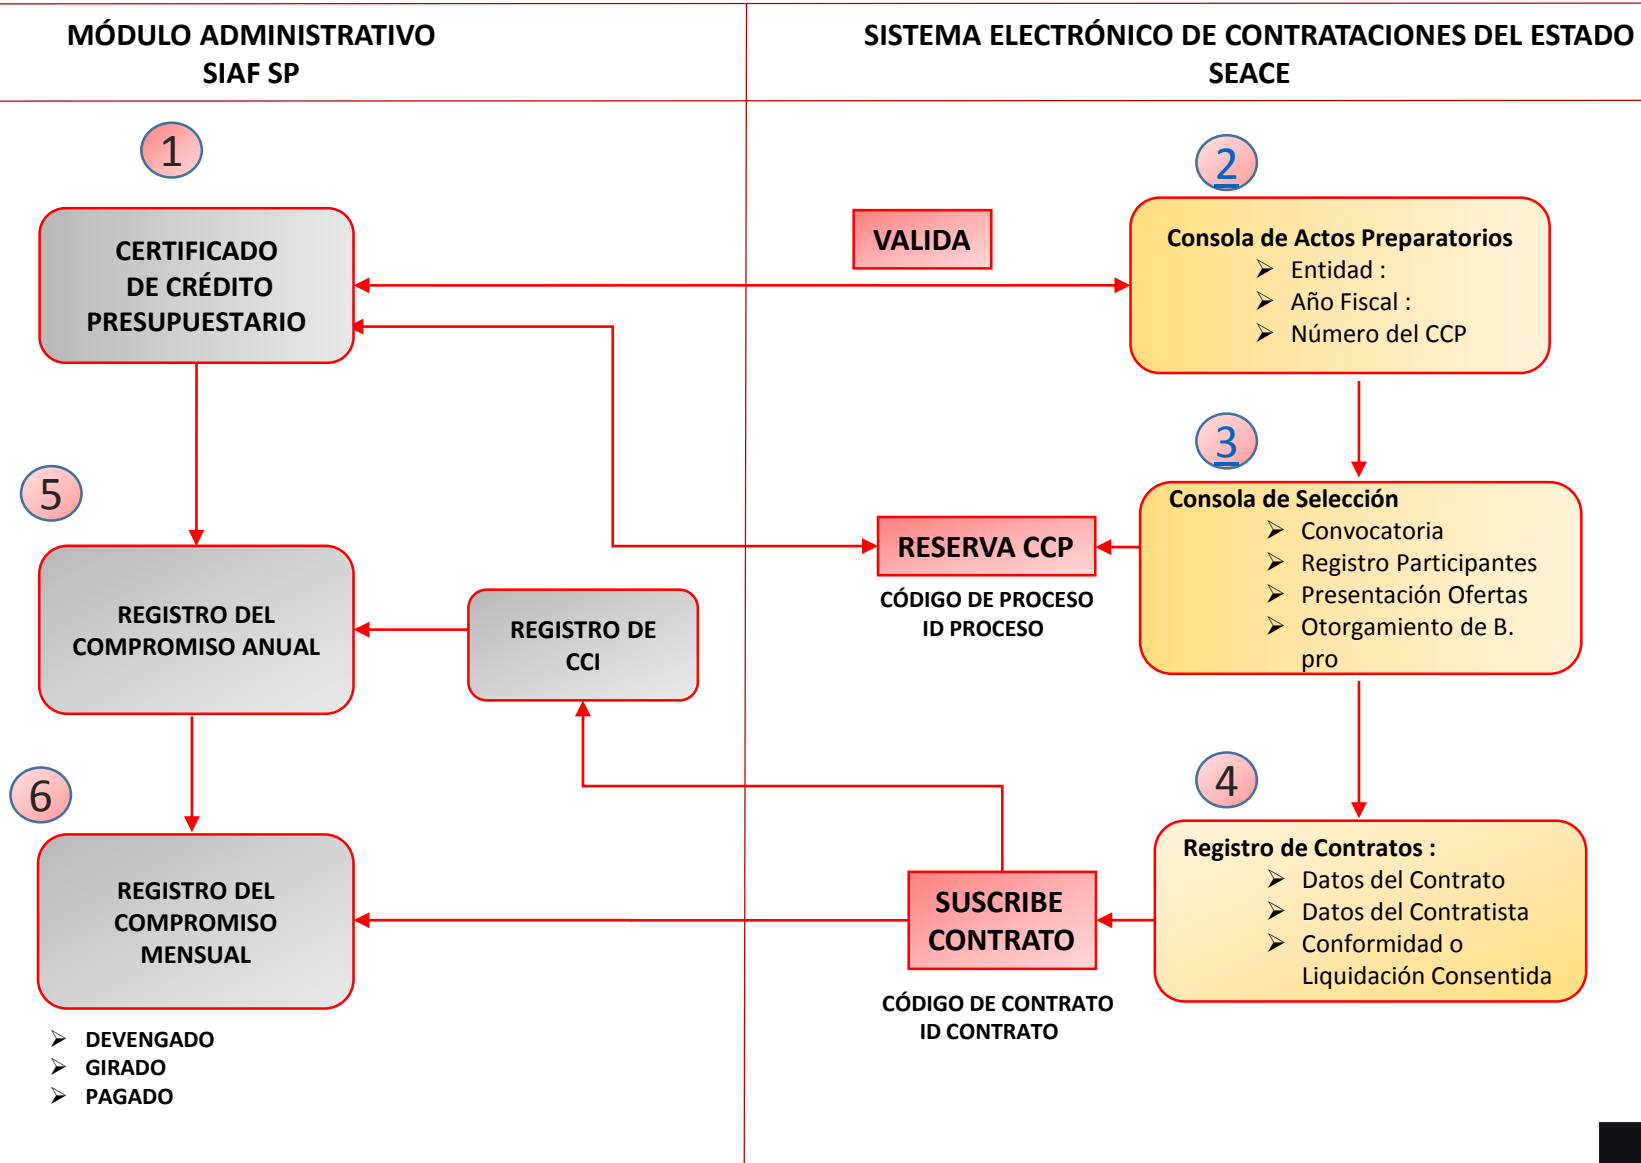 MÓDULO ADMINISTRATIVO
SIAF SP
SISTEMA ELECTRÓNICO DE CONTRATACIONES DEL ESTADO
SEACE
1
CERTIFICADO
DE CRÉDITO
PRESUPUESTARIO
VALIDA
2
Consola de Actos Preparatorios
➢ Entidad :
➢ Año Fiscal :
➢ Número del CCP
3
Consola de Selección
➢ Convocatoria
➢ Registro Participantes
➢ Presentación Ofertas
➢ Otorgamiento de B.
pro
RESERVA CCP
CÓDIGO DE PROCESO
ID PROCESO
5
REGISTRO DEL
COMPROMISO ANUAL
REGISTRO DE
CCI
4
Registro de Contratos :
➢ Datos del Contrato
➢ Datos del Contratista
➢ Conformidad o
Liquidación Consentida
SUSCRIBE
CONTRATO
CÓDIGO DE CONTRATO
ID CONTRATO
6
REGISTRO DEL
COMPROMISO
MENSUAL
➢ DEVENGADO
➢ GIRADO
➢ PAGADO